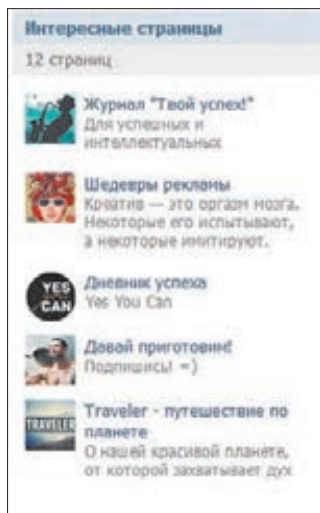 Интересные страницы
12 страниц
Журнал "Твой успех!"
Для успешных и
интеллектуальных
Шедевры рекламы
Креатив — это оргазм мозга.
Некоторые его испытывают,
а некоторые имитируют.
YES
CAN
Дневник успеха
Yes You Can
Давай приготовим!
Подпишись! =)
TRAVELER
Traveler - путешествие по
планете
О нашей красивой планете,
от которой захватывает дух